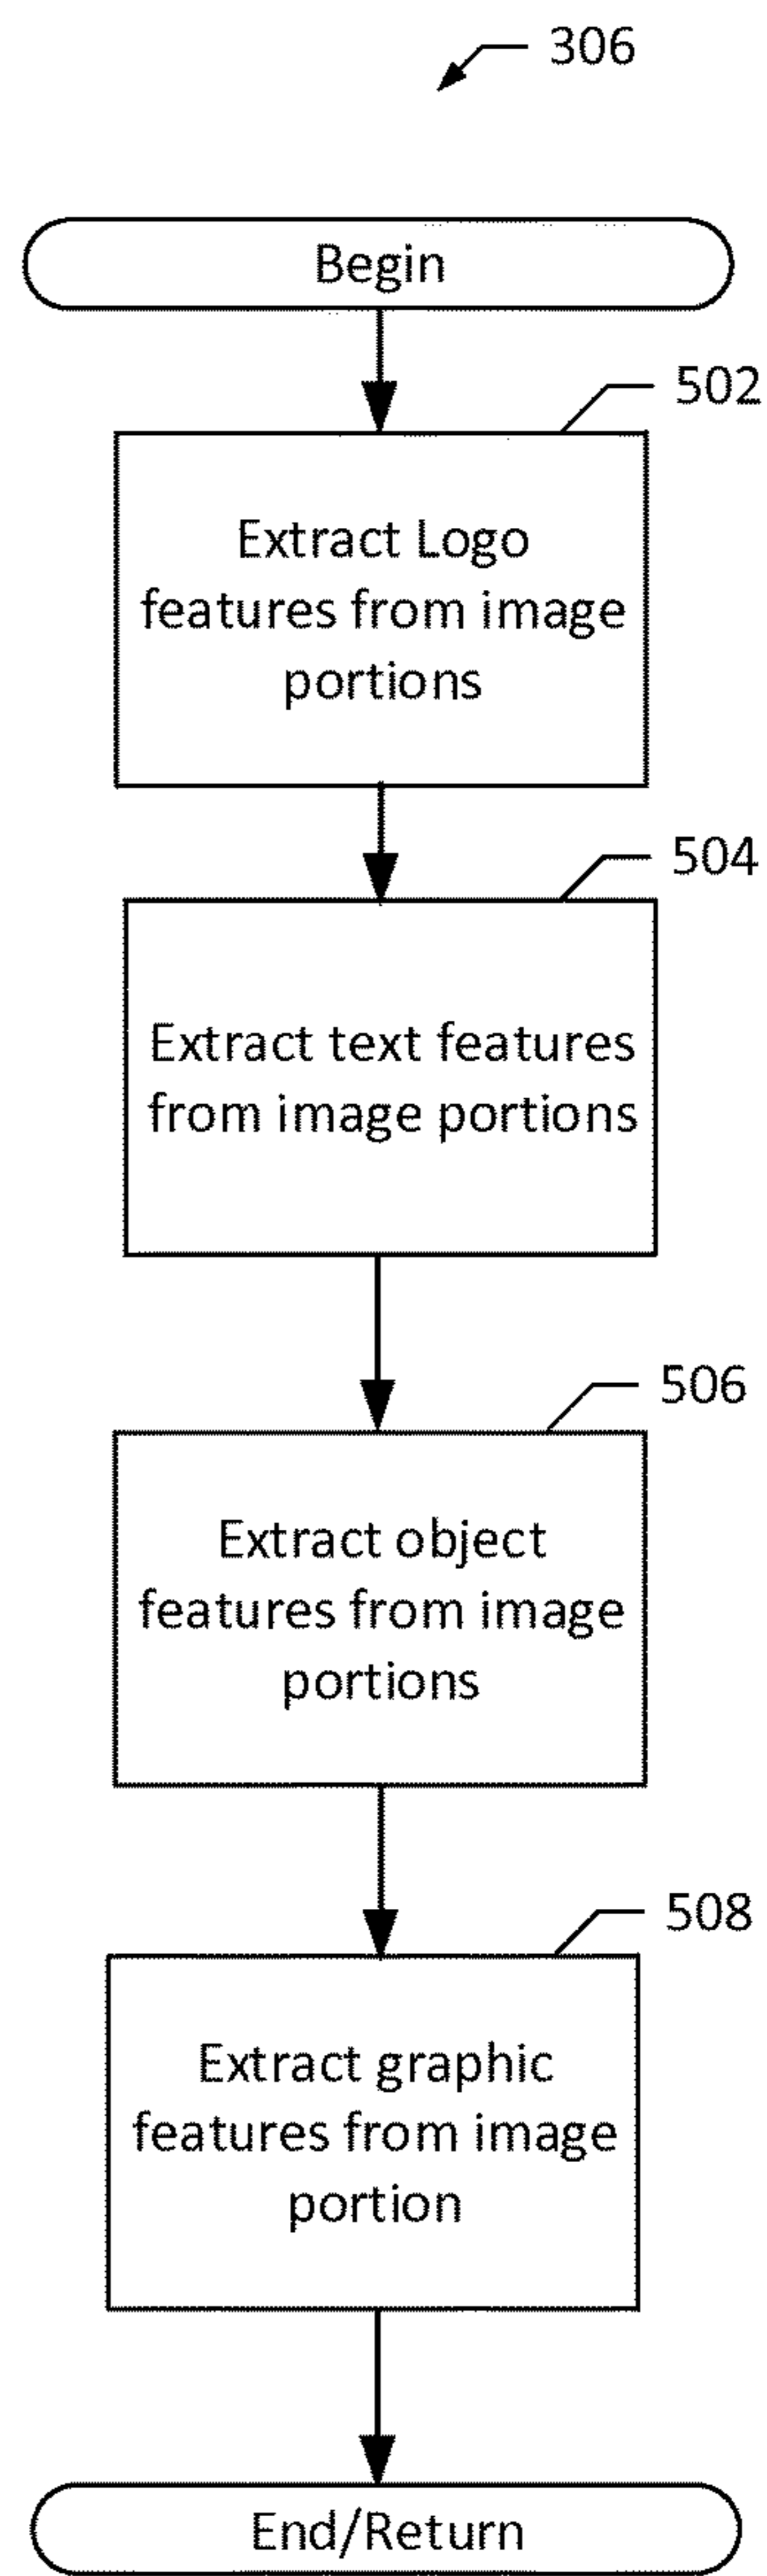 306
Begin
502
Extract Logo
features from image
portions
504
Extract text features
from image portions
506
Extract object
features from image
portions
508
Extract graphic
features from image
portion
End/Return